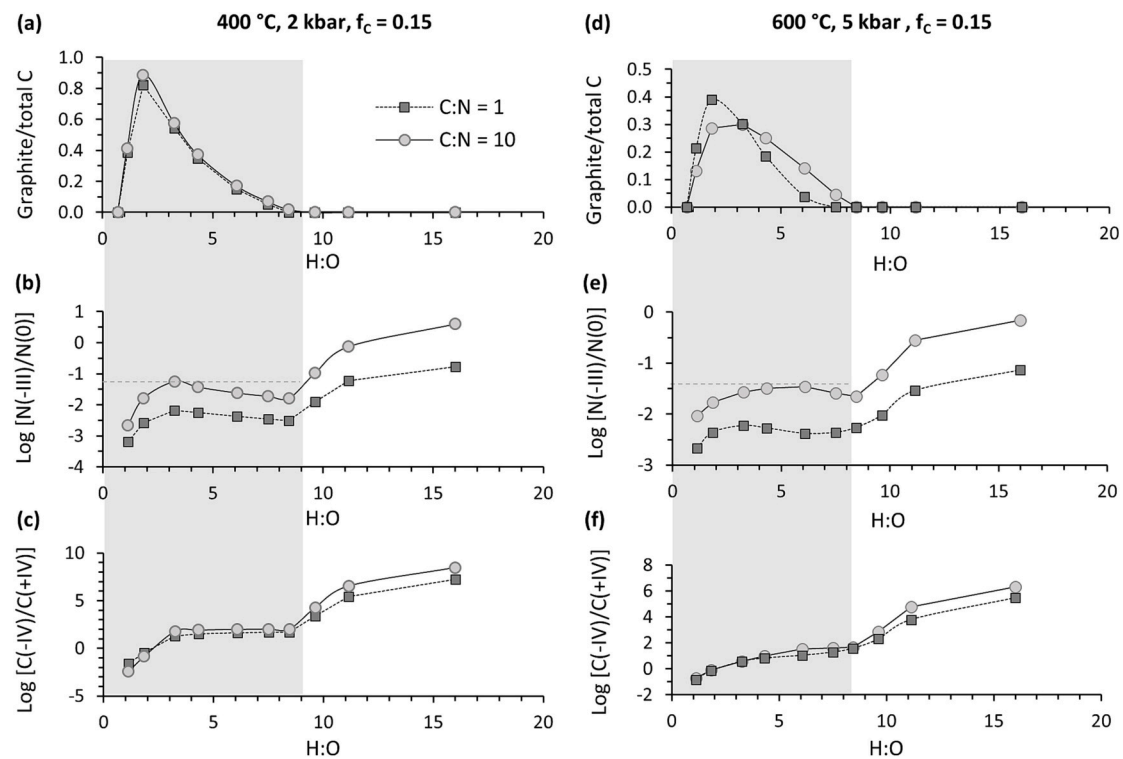 (a) 400 °C, 2 kbar, f_C = 0.15
Graphite/total C
1.0
0.8
0.6
0.4
0.2
0.0
C:N = 1
C:N = 10
0 5 10 15 20
H:O
(b)
Log [N(-III)/N(0)]
1
0
-1
-2
-3
-4
0 5 10 15 20
H:O
(c)
Log [C(-IV)/C(+IV)]
10
5
0
-5
0 5 10 15 20
H:O
(d) 600 °C, 5 kbar , f_C = 0.15
Graphite/total C
0.5
0.4
0.3
0.2
0.1
0.0
0 5 10 15 20
H:O
(e)
Log [N(-III)/N(0)]
0
-1
-2
-3
0 5 10 15 20
H:O
(f)
Log [C(-IV)/C(+IV)]
8
6
4
2
0
-2
0 5 10 15 20
H:O